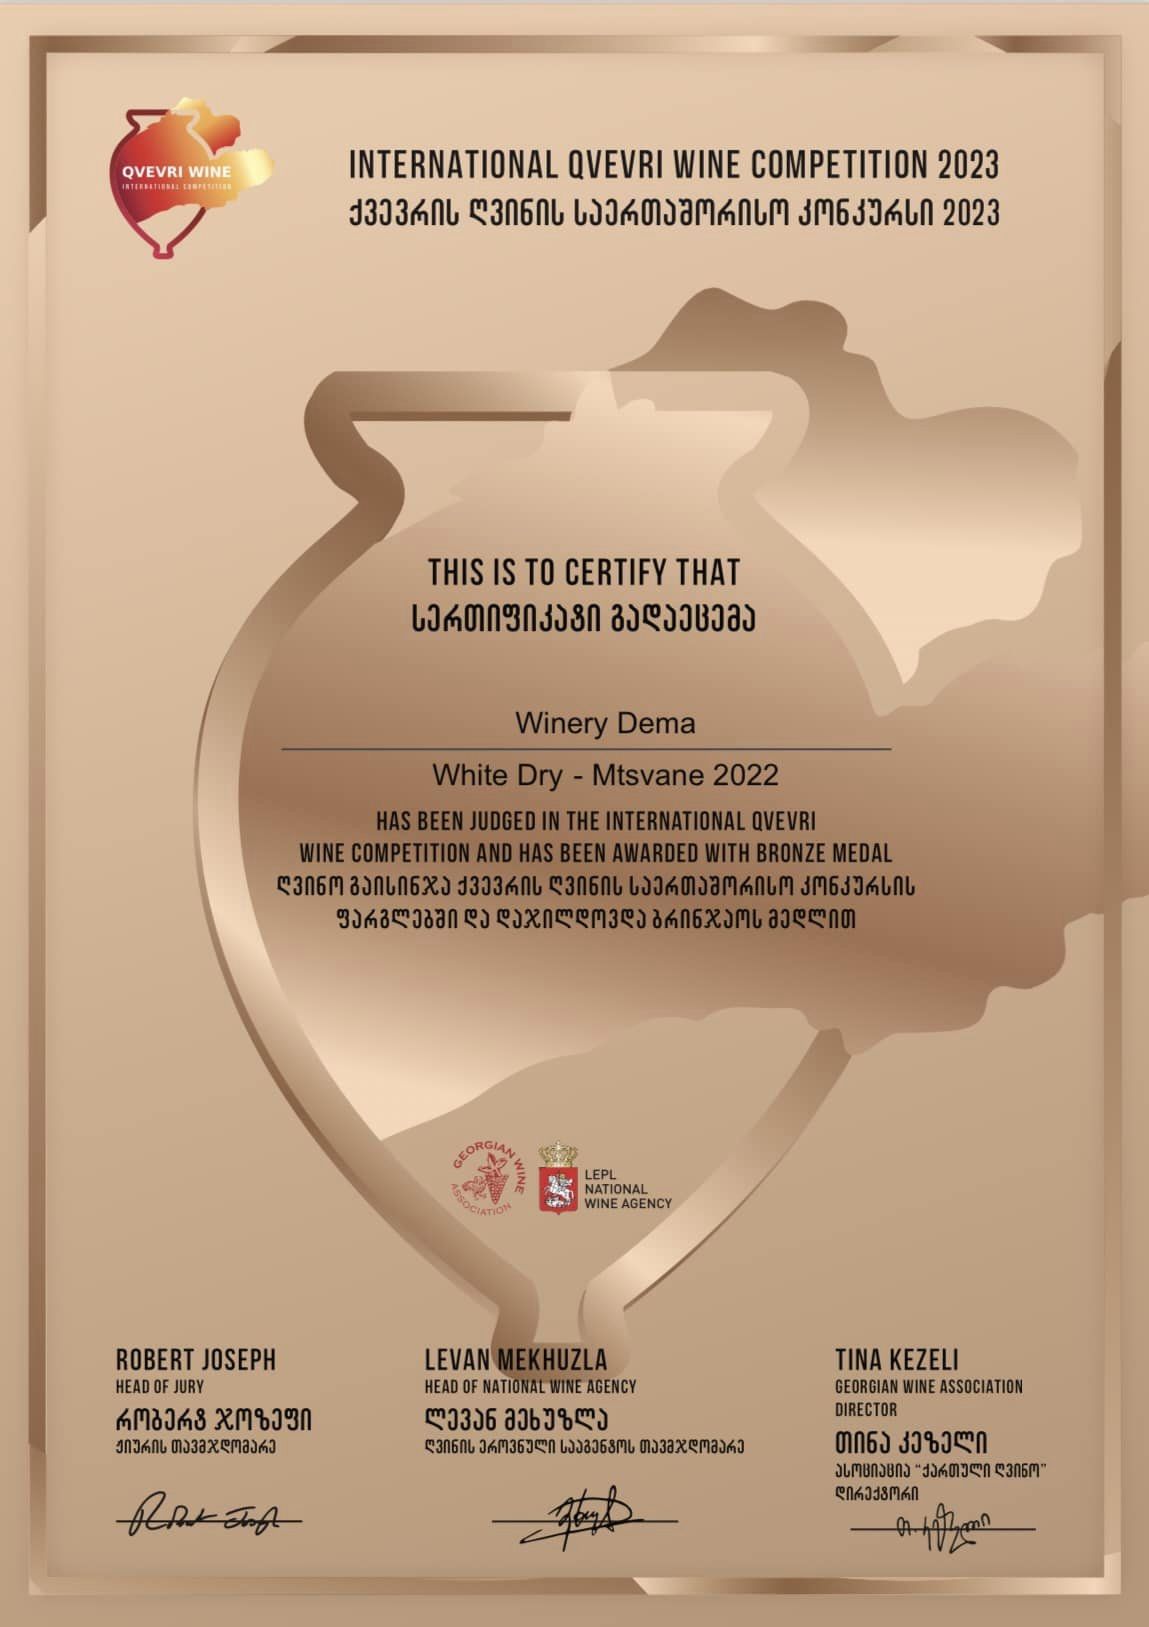 QVEVRI WINE
INTERNATIONAL COMPETITION
INTERNATIONAL QVEVRI WINE COMPETITION 2023
ქვევრის ღვინის საერთაშორისო კონკურსი 2023
THIS IS TO CERTIFY THAT
სერთიფიკატი გადაეცემა
Winery Dema
White Dry - Mtsvane 2022
HAS BEEN JUDGED IN THE INTERNATIONAL QVEVRI
WINE COMPETITION AND HAS BEEN AWARDED WITH BRONZE MEDAL
ღვინო გაისინჯა ქვევრის ღვინის საერთაშორისო კონკურსის
ფარგლებში და დაჯილდოვდა ბრინჯაოს მედლით
GEORGIAN WINE
ASSOCIATION
LEPL
NATIONAL
WINE AGENCY
ROBERT JOSEPH
HEAD OF JURY
რობერტ ჯოზეფი
ჟიურის თავმჯდომარე
LEVAN MEKHUZLA
HEAD OF NATIONAL WINE AGENCY
ლევან მეხუზლა
ღვინის ეროვნული სააგენტოს თავმჯდომარე
TINA KEZELI
GEORGIAN WINE ASSOCIATION
DIRECTOR
თინა კეზელი
ასოციაცია “ქართული ღვინო”
დირექტორი